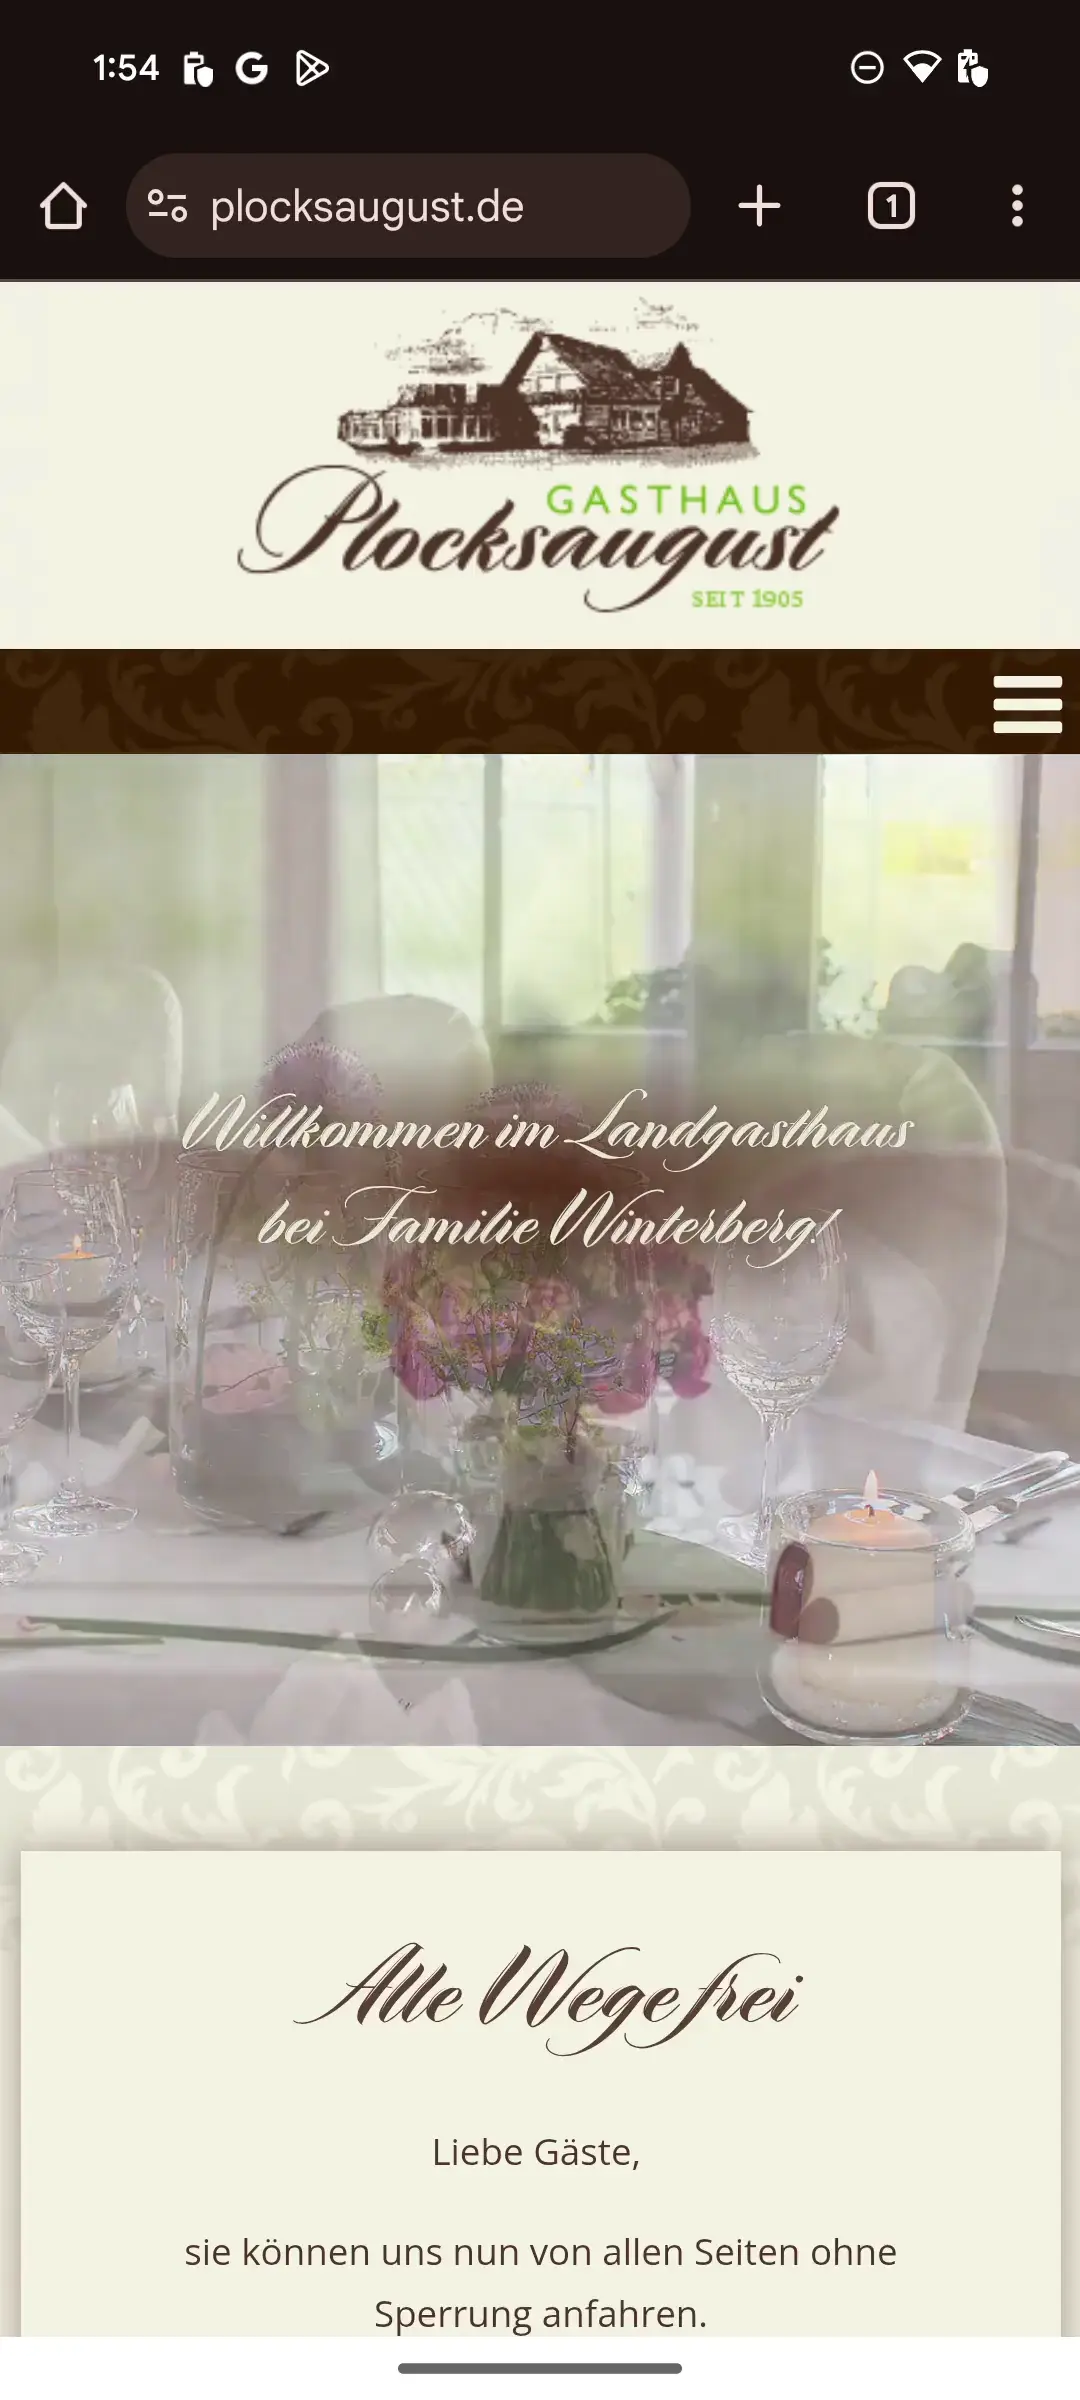 1:54
plocksaugust.de
1
GASTHAUS
Plocksaugust
SEIT 1905
Willkommen im Landgasthaus
bei Familie Winterberg!
Alle Wege frei
Liebe Gäste,
sie können uns nun von allen Seiten ohne
Sperrung anfahren.